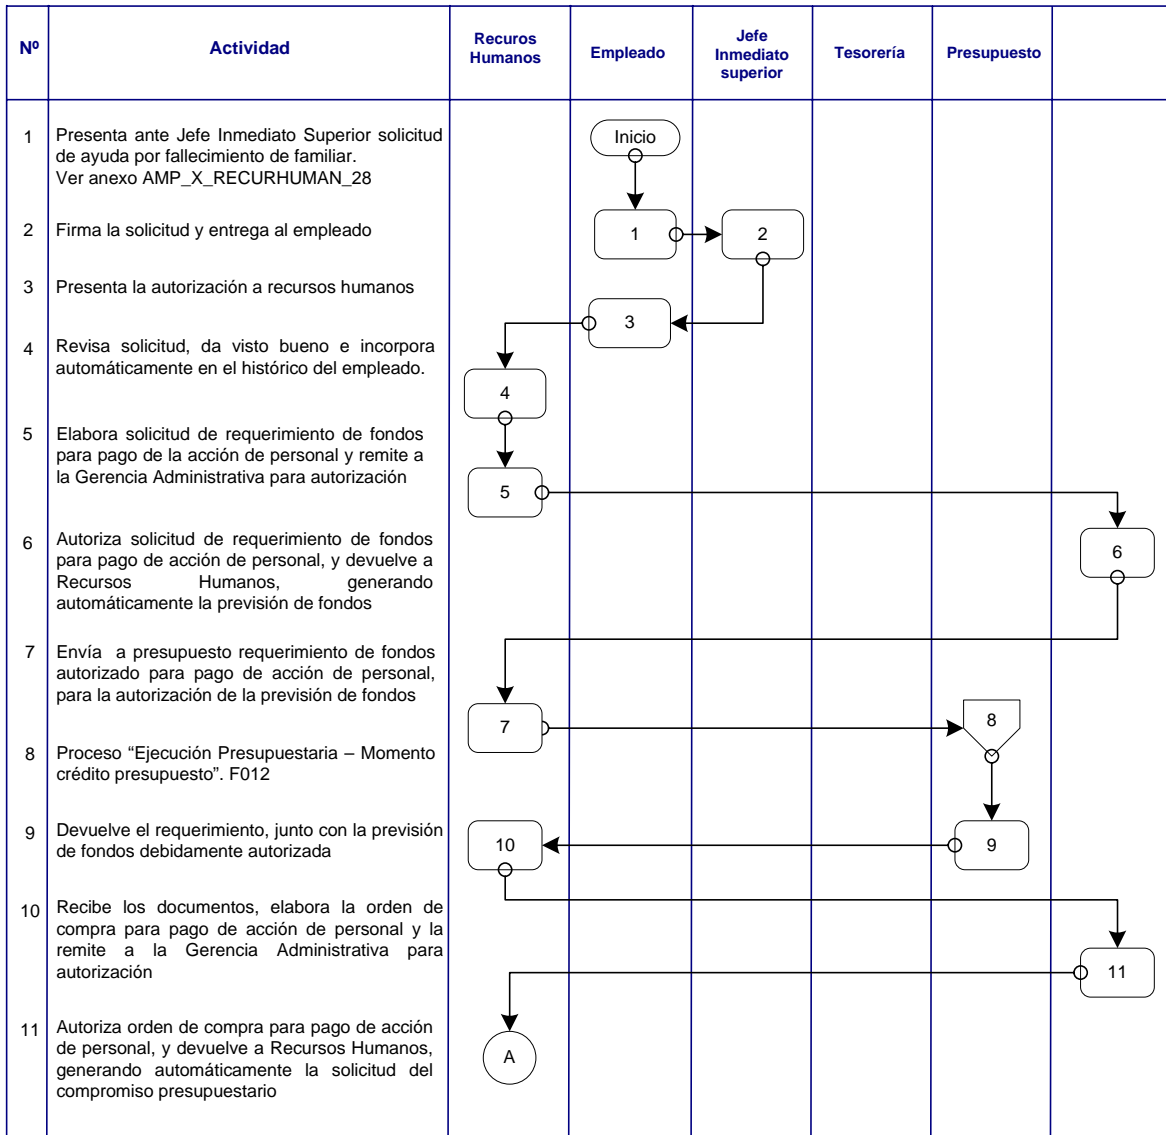 Nº
Actividad
Recuros
Humanos
Empleado
Jefe
Inmediato
superior
Tesorería
Presupuesto
1
Presenta ante Jefe Inmediato Superior solicitud
de ayuda por fallecimiento de familiar.
Ver anexo AMP_X_RECURHUMAN_28
2
Firma la solicitud y entrega al empleado
3
Presenta la autorización a recursos humanos
4
Revisa solicitud, da visto bueno e incorpora
automáticamente en el histórico del empleado.
5
Elabora solicitud de requerimiento de fondos
para pago de la acción de personal y remite a
la Gerencia Administrativa para autorización
6
Autoriza solicitud de requerimiento de fondos
para pago de acción de personal, y devuelve a
Recursos Humanos, generando
automáticamente la previsión de fondos
7
Envía a presupuesto requerimiento de fondos
autorizado para pago de acción de personal,
para la autorización de la previsión de fondos
8
Proceso “Ejecución Presupuestaria – Momento
crédito presupuesto”. F012
9
Devuelve el requerimiento, junto con la previsión
de fondos debidamente autorizada
10
Recibe los documentos, elabora la orden de
compra para pago de acción de personal y la
remite a la Gerencia Administrativa para
autorización
11
Autoriza orden de compra para pago de acción
de personal, y devuelve a Recursos Humanos,
generando automáticamente la solicitud del
compromiso presupuestario
Inicio
1
2
3
4
5
6
7
8
9
10
11
A